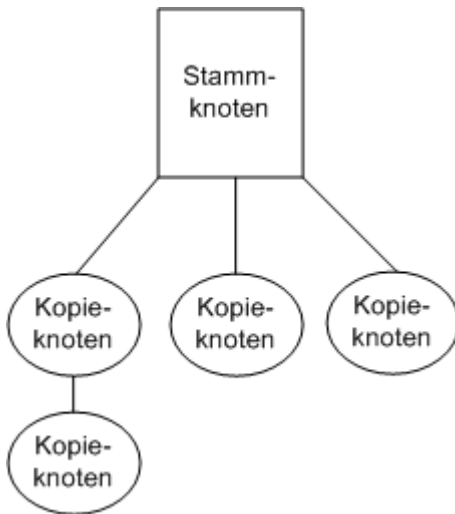 Stamm-
knoten
Kopie-
knoten
Kopie-
knoten
Kopie-
knoten
Kopie-
knoten